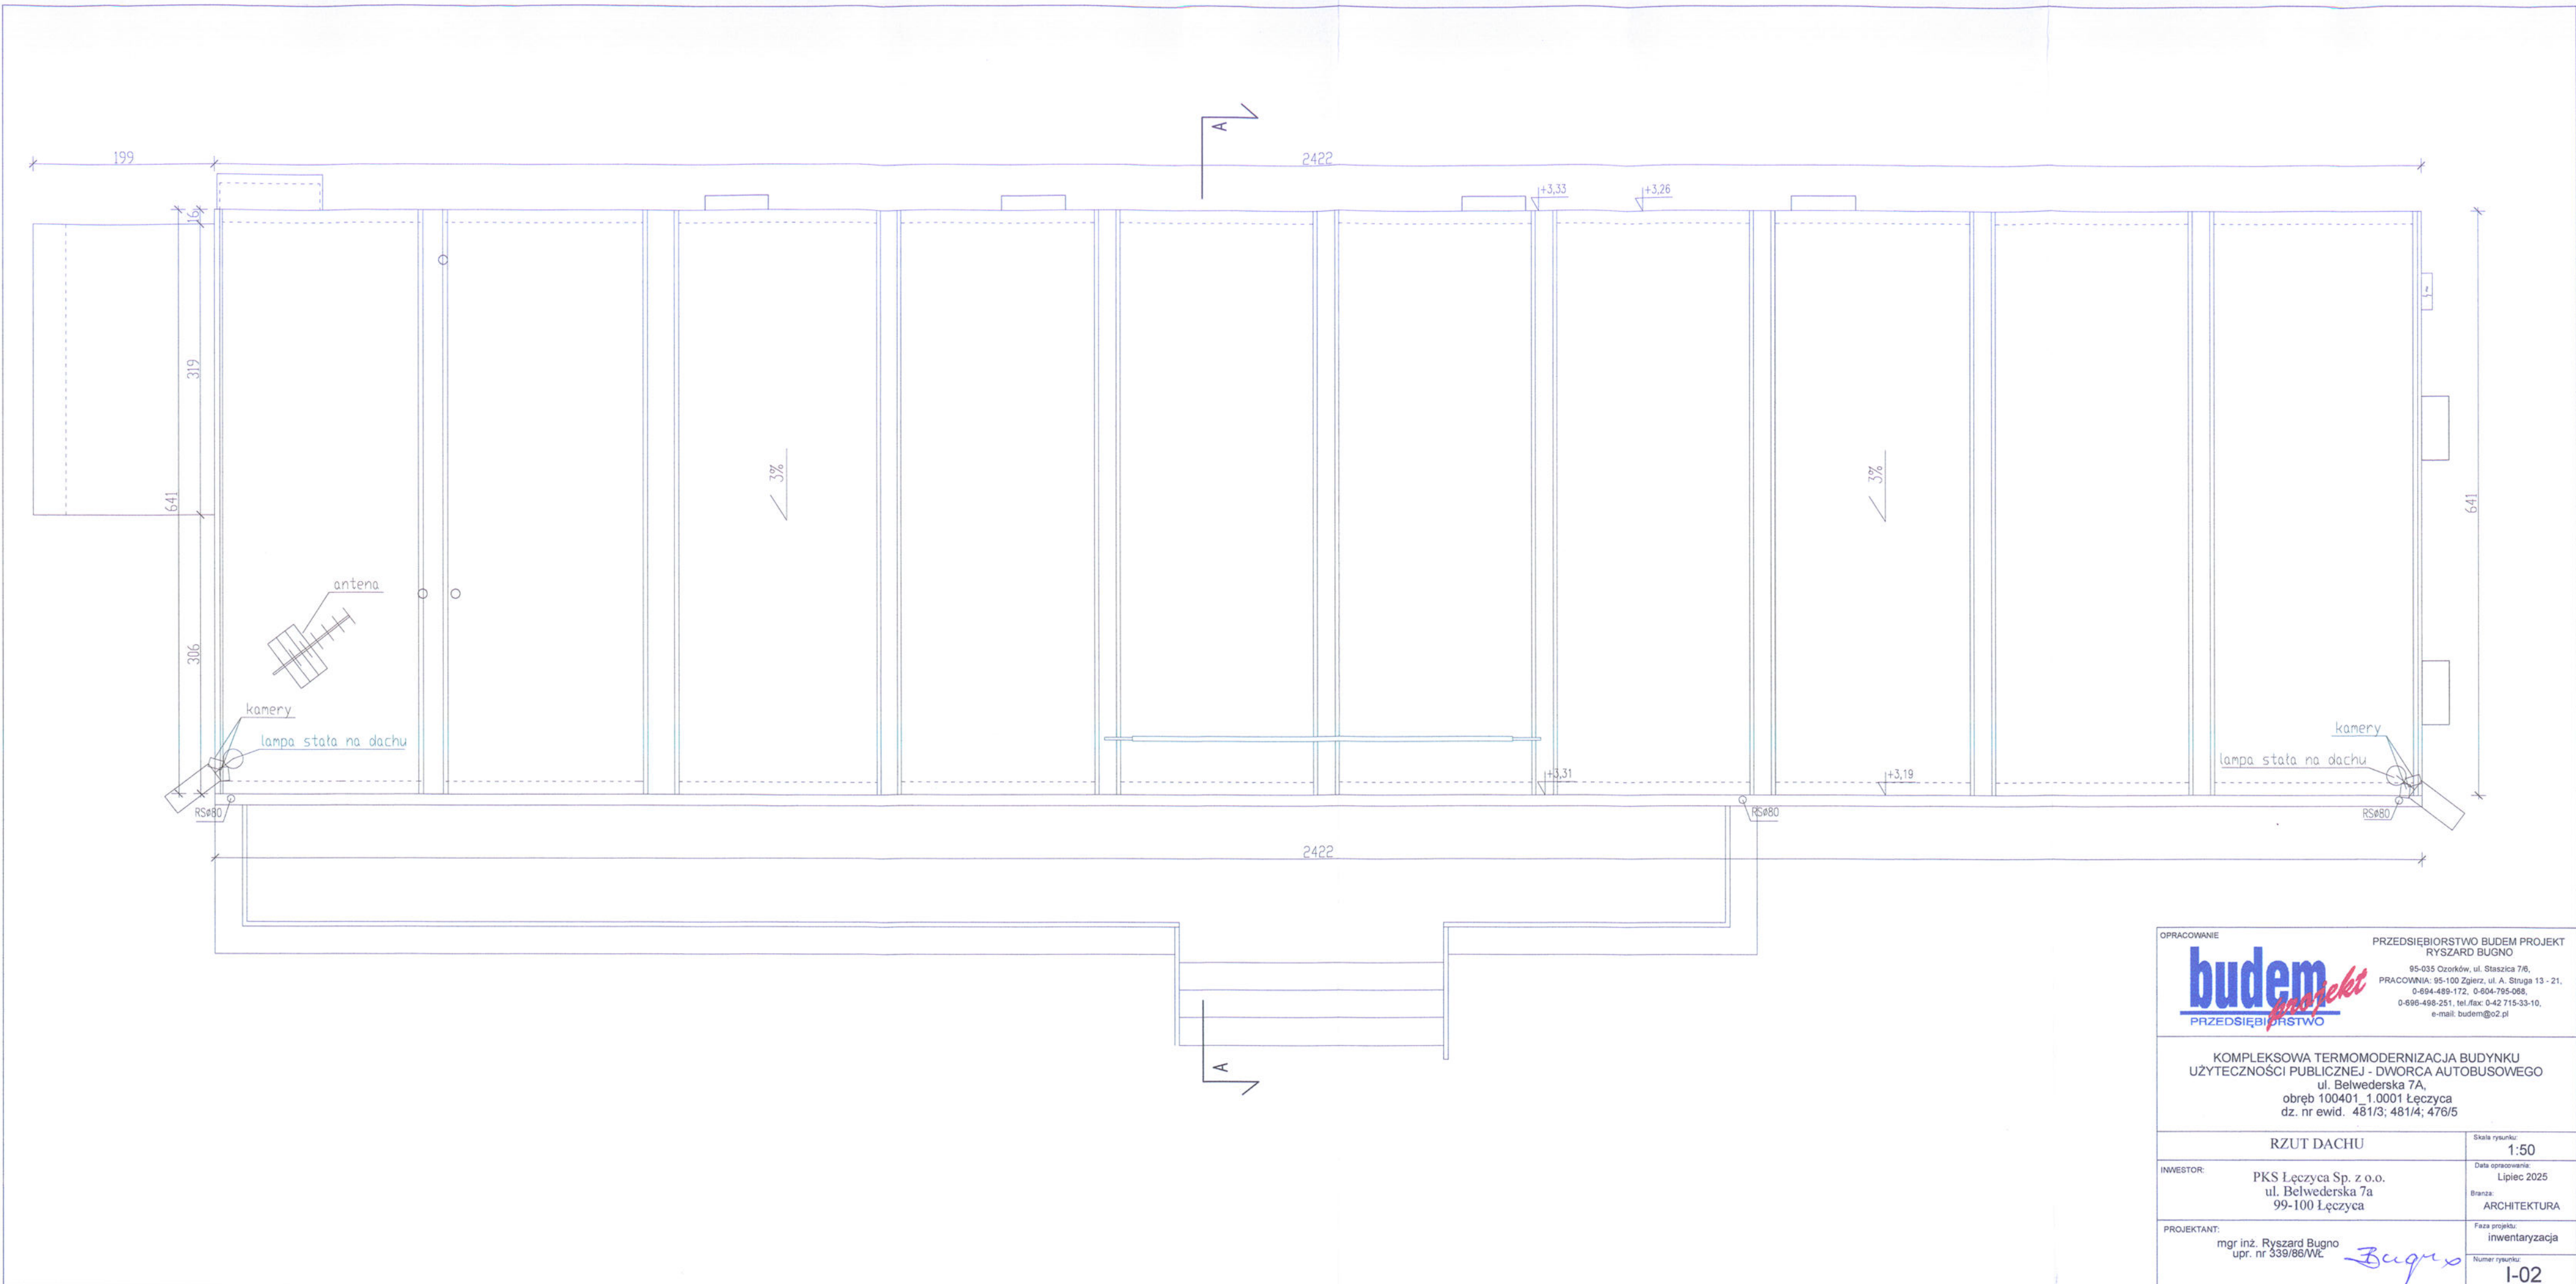 A
199
2422
+3,33
+3,26
16
319
641
306
3%
3%
641
antena
kamery
lampa stała na dachu
kamery
lampa stała na dachu
+3,31
+3,19
RSø80
RSø80
RSø80
2422
A
OPRACOWANIE
budem projekt
PRZEDSIĘBIORSTWO
PRZEDSIĘBIORSTWO BUDEM PROJEKT
RYSZARD BUGNO
95-035 Ozorków, ul. Staszica 7/6,
PRACOWNIA: 95-100 Zgierz, ul. A. Struga 13 - 21,
0-694-489-172, 0-604-795-068,
0-696-498-251, tel./fax: 0-42 715-33-10,
e-mail: budem@o2.pl
KOMPLEKSOWA TERMOMODERNIZACJA BUDYNKU
UŻYTECZNOŚCI PUBLICZNEJ - DWORCA AUTOBUSOWEGO
ul. Belwederska 7A,
obręb 100401_1.0001 Łęczyca
dz. nr ewid. 481/3; 481/4; 476/5
RZUT DACHU
Skala rysunku:
1:50
INWESTOR:
PKS Łęczyca Sp. z o.o.
ul. Belwederska 7a
99-100 Łęczyca
Data opracowania:
Lipiec 2025
Branża:
ARCHITEKTURA
PROJEKTANT:
mgr inż. Ryszard Bugno
upr. nr 339/86/WŁ
Bugno
Faza projektu:
inwentaryzacja
Numer rysunku:
I-02